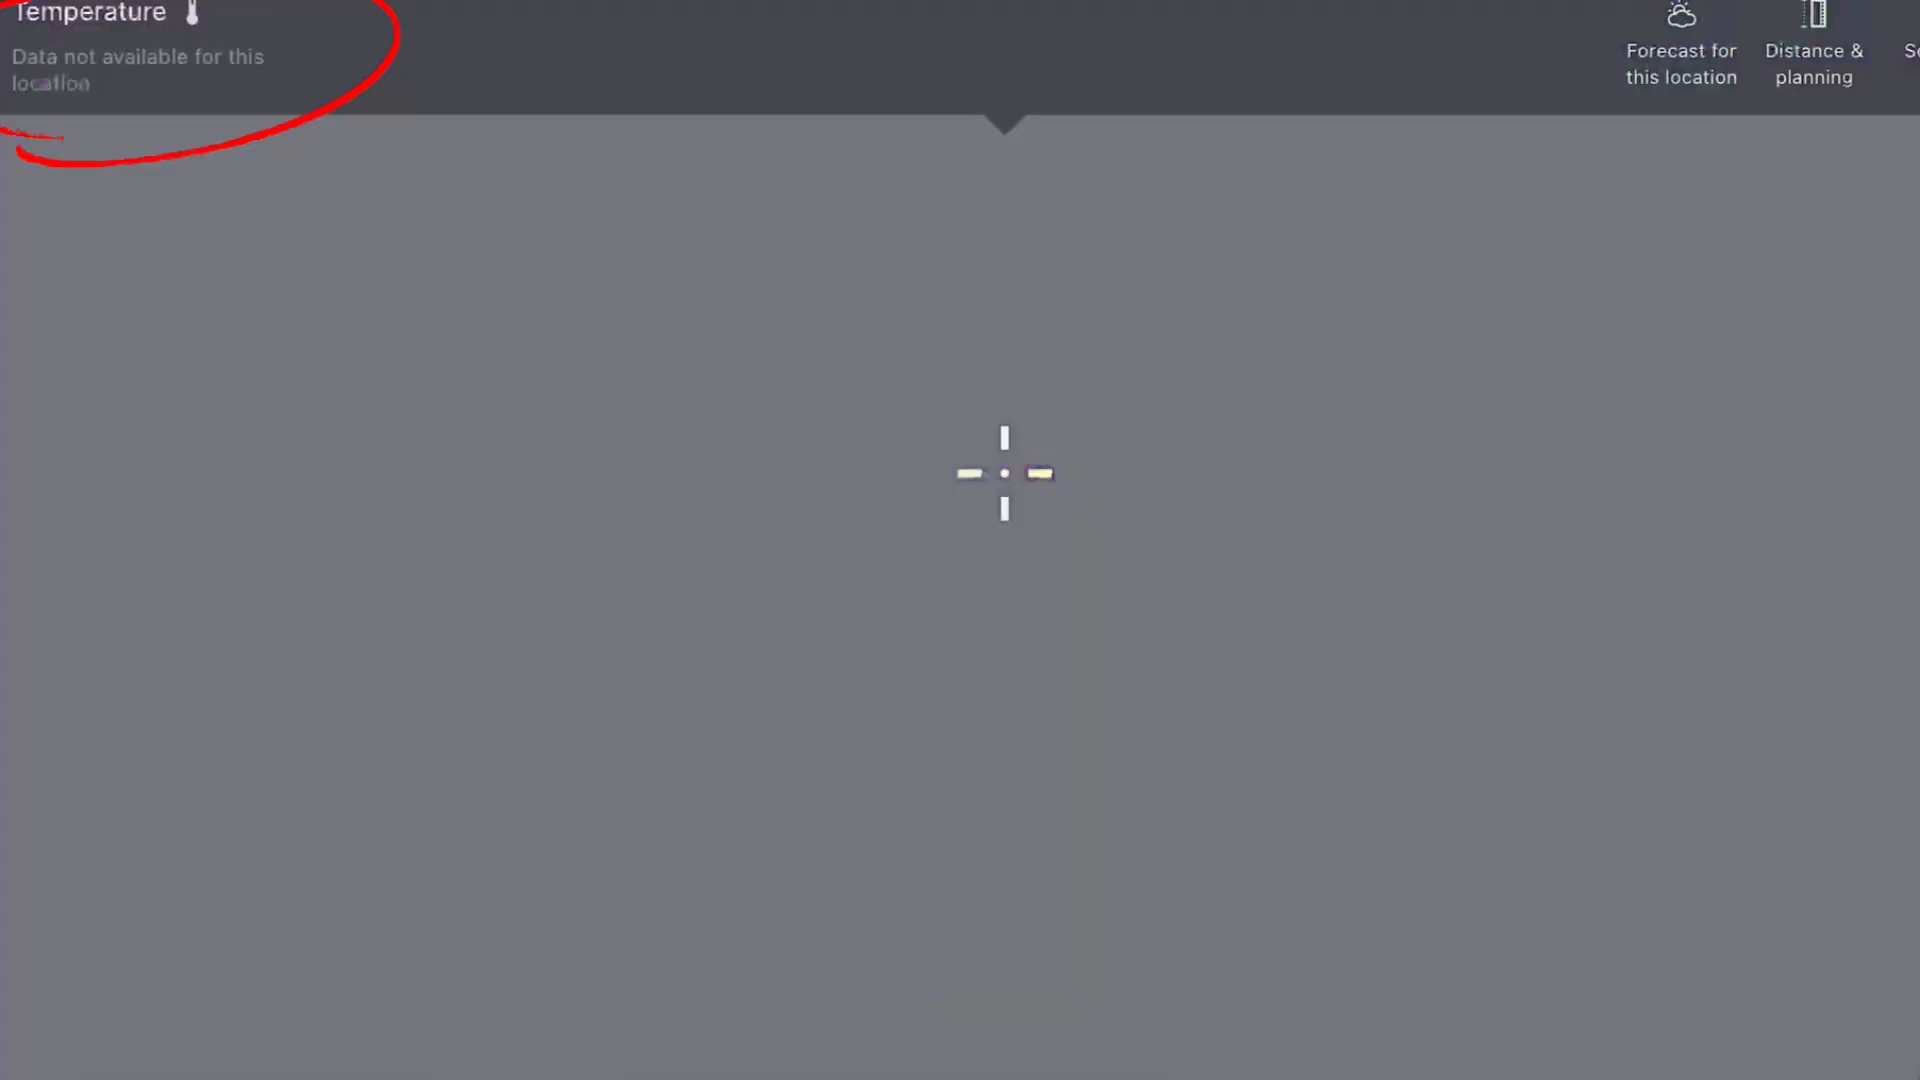 Temperature
Data not available for this
location
Forecast for
this location
Distance &
planning